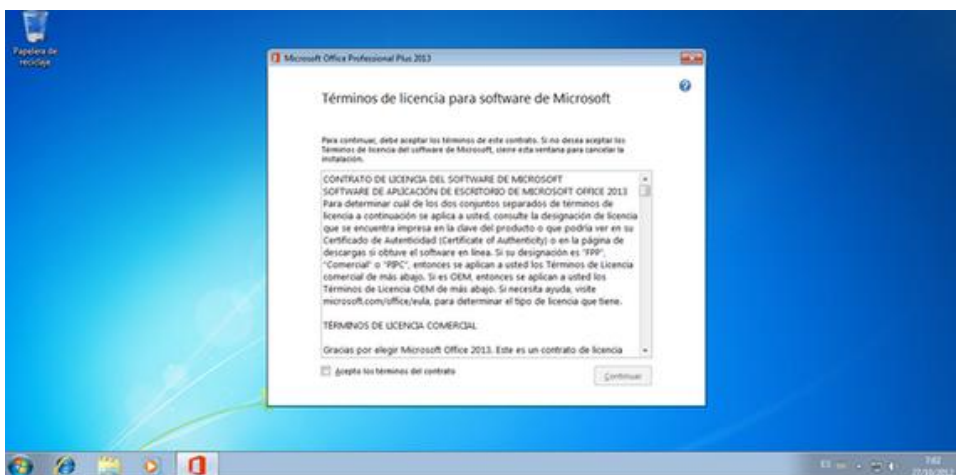 Papelera de
reciclaje
Microsoft Office Professional Plus 2013
Términos de licencia para software de Microsoft
Para continuar, debe aceptar los términos de este contrato. Si no desea aceptar los
Términos de licencia del software de Microsoft, cierre esta ventana para cancelar la
instalación.
CONTRATO DE LICENCIA DEL SOFTWARE DE MICROSOFT
SOFTWARE DE APLICACIÓN DE ESCRITORIO DE MICROSOFT OFFICE 2013
Para determinar cuál de los dos conjuntos separados de términos de
licencia a continuación se aplica a usted, consulte la designación de licencia
que se encuentra impresa en la clave del producto o que podría ver en su
Certificado de Autenticidad (Certificate of Authenticity) o en la página de
descargas si obtuve el software en línea. Si su designación es "FPP",
"Comercial" o "PIPC", entonces se aplican a usted los Términos de Licencia
comercial de más abajo. Si es OEM, entonces se aplican a usted los
Términos de Licencia OEM de más abajo. Si necesita ayuda, visite
microsoft.com/office/eula, para determinar el tipo de licencia que tiene.
TÉRMINOS DE LICENCIA COMERCIAL
Gracias por elegir Microsoft Office 2013. Este es un contrato de licencia
Acepto los términos del contrato
Continuar
ES
7:02